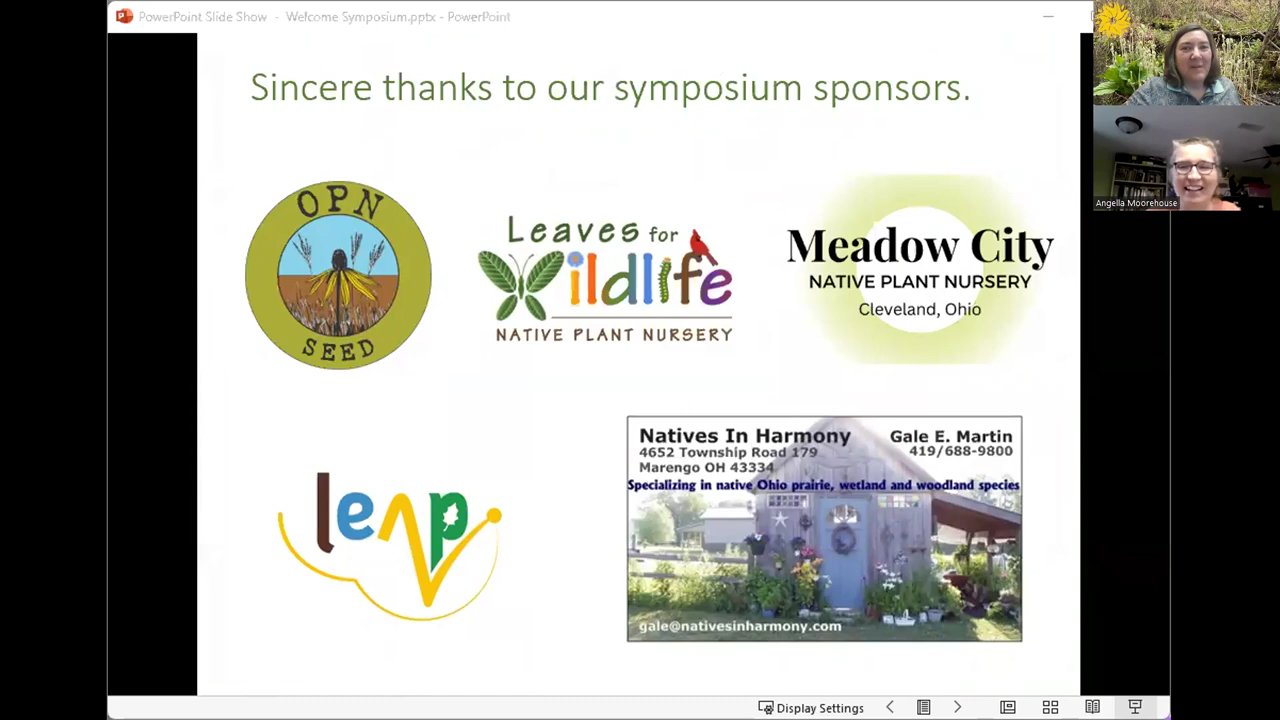 PowerPoint Slide Show - Welcome Symposium.pptx - PowerPoint
Sincere thanks to our symposium sponsors.
OPN
SEED
Leaves for
Wildlife
NATIVE PLANT NURSERY
Meadow City
NATIVE PLANT NURSERY
Cleveland, Ohio
leap
Natives In Harmony
4652 Township Road 179
Marengo OH 43334
Gale E. Martin
419/688-9800
Specializing in native Ohio prairie, wetland and woodland species
gale@nativesinharmony.com
Angella Moorehouse
Display Settings